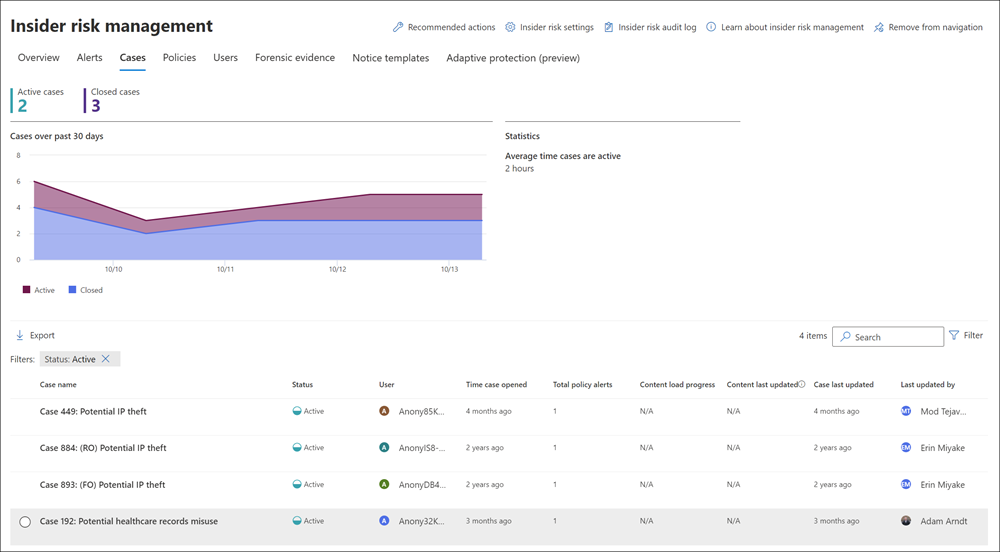 Insider risk management
Recommended actions Insider risk settings Insider risk audit log Learn about insider risk management Remove from navigation
Overview Alerts Cases Policies Users Forensic evidence Notice templates Adaptive protection (preview)
Active cases Closed cases
2 3
Cases over past 30 days Statistics
Average time cases are active
2 hours
8
6
4
2
0
10/10 10/11 10/12 10/13
Active Closed
Export 4 items Search Filter
Filters: Status: Active
Case name Status User Time case opened Total policy alerts Content load progress Content last updated Case last updated Last updated by
Case 449: Potential IP theft Active A Anony85K... 4 months ago 1 N/A N/A 4 months ago MT Mod Tejav...
Case 884: (RO) Potential IP theft Active A AnonyIS8-... 2 years ago 1 N/A N/A 2 years ago EM Erin Miyake
Case 893: (FO) Potential IP theft Active A AnonyDB4... 2 years ago 1 N/A N/A 2 years ago EM Erin Miyake
Case 192: Potential healthcare records misuse Active A Anony32K... 3 months ago 1 N/A N/A 3 months ago Adam Arndt